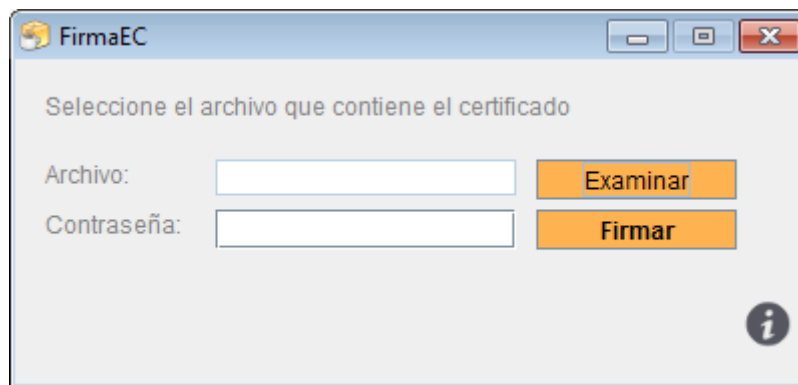 FirmaEC
Seleccione el archivo que contiene el certificado
Archivo:
Examinar
Contraseña:
Firmar